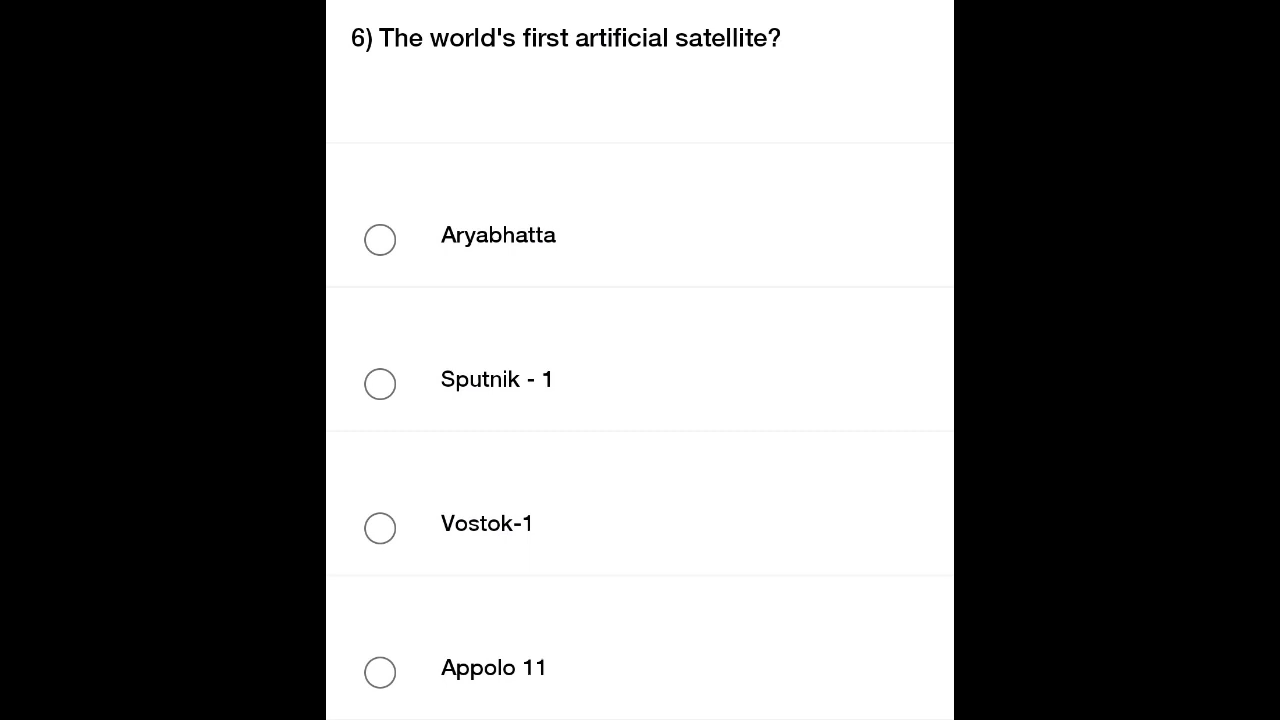 6) The world's first artificial satellite?
Aryabhatta
Sputnik - 1
Vostok-1
Appolo 11